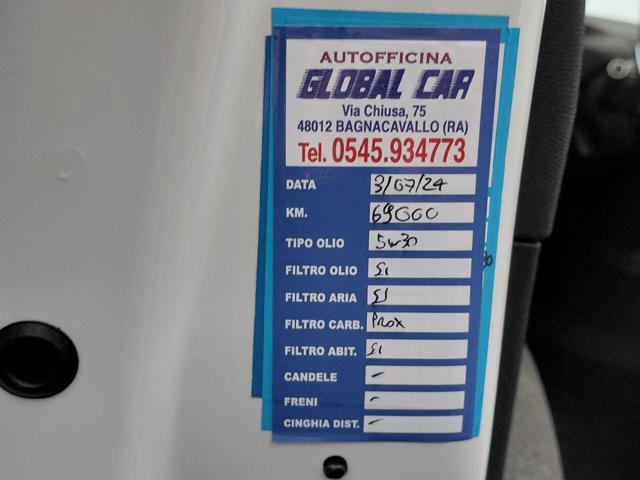 AUTOFFICINA
GLOBAL CAR
Via Chiusa, 75
48012 BAGNACAVALLO (RA)
Tel. 0545.934773
DATA 3/07/24
KM. 69000
TIPO OLIO 5w30
FILTRO OLIO SI
FILTRO ARIA SI
FILTRO CARB. Prox
FILTRO ABIT. SI
CANDELE -
FRENI -
CINGHIA DIST. -